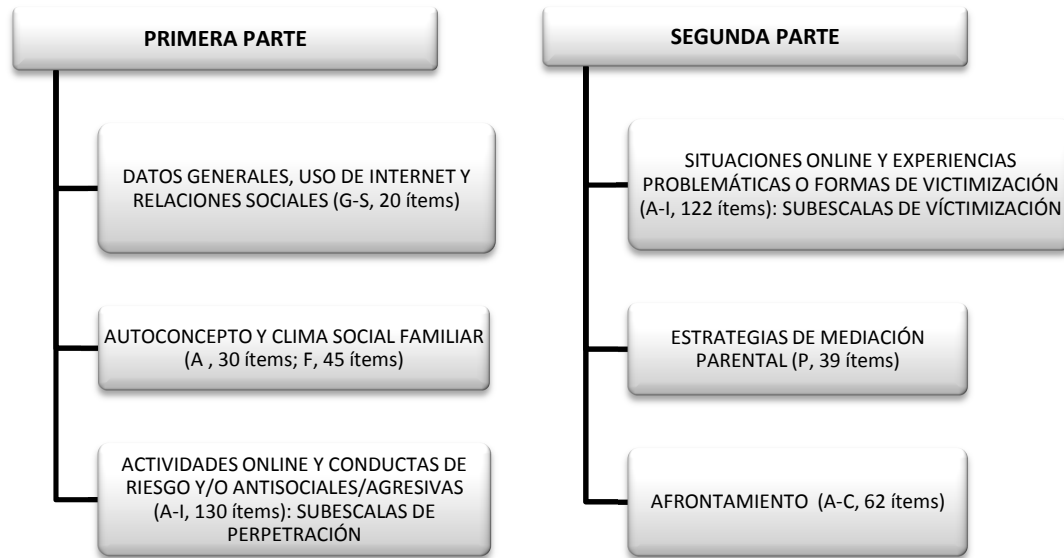 PRIMERA PARTE
DATOS GENERALES, USO DE INTERNET Y
RELACIONES SOCIALES (G-S, 20 ítems)
AUTOCONCEPTO Y CLIMA SOCIAL FAMILIAR
(A , 30 ítems; F, 45 ítems)
ACTIVIDADES ONLINE Y CONDUCTAS DE
RIESGO Y/O ANTISOCIALES/AGRESIVAS
(A-I, 130 ítems): SUBESCALAS DE
PERPETRACIÓN
SEGUNDA PARTE
SITUACIONES ONLINE Y EXPERIENCIAS
PROBLEMÁTICAS O FORMAS DE VICTIMIZACIÓN
(A-I, 122 ítems): SUBESCALAS DE VÍCTIMIZACIÓN
ESTRATEGIAS DE MEDIACIÓN
PARENTAL (P, 39 ítems)
AFRONTAMIENTO (A-C, 62 ítems)